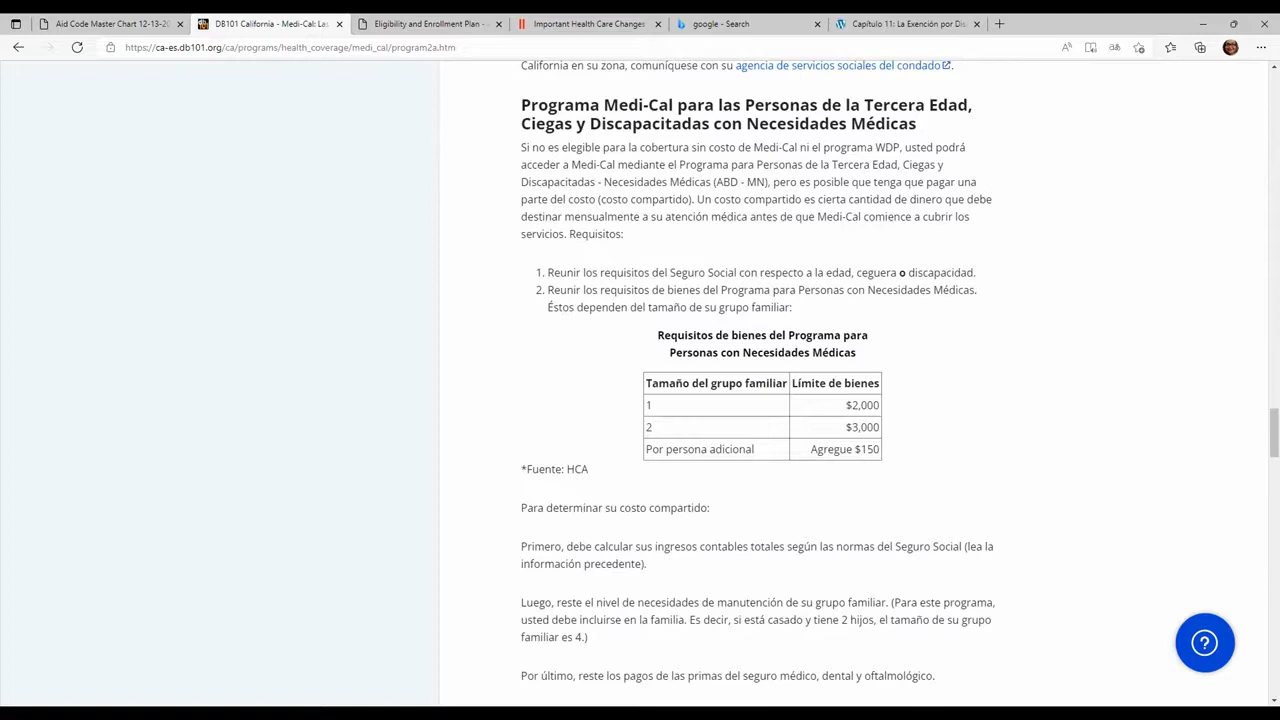 Aid Code Master Chart 12-13-20
DB101 California - Medi-Cal: Las
Eligibility and Enrollment Plan -
Important Health Care Changes
google - Search
Capítulo 11: La Exención por Dis
https://ca-es.db101.org/ca/programs/health_coverage/medi_cal/program2a.htm
California en su zona, comuníquese con su agencia de servicios sociales del condado.
Programa Medi-Cal para las Personas de la Tercera Edad,
Ciegas y Discapacitadas con Necesidades Médicas
Si no es elegible para la cobertura sin costo de Medi-Cal ni el programa WDP, usted podrá
acceder a Medi-Cal mediante el Programa para Personas de la Tercera Edad, Ciegas y
Discapacitadas - Necesidades Médicas (ABD - MN), pero es posible que tenga que pagar una
parte del costo (costo compartido). Un costo compartido es cierta cantidad de dinero que debe
destinar mensualmente a su atención médica antes de que Medi-Cal comience a cubrir los
servicios. Requisitos:
1. Reunir los requisitos del Seguro Social con respecto a la edad, ceguera o discapacidad.
2. Reunir los requisitos de bienes del Programa para Personas con Necesidades Médicas.
Éstos dependen del tamaño de su grupo familiar:
Requisitos de bienes del Programa para
Personas con Necesidades Médicas
Tamaño del grupo familiar Límite de bienes
1 $2,000
2 $3,000
Por persona adicional Agregue $150
*Fuente: HCA
Para determinar su costo compartido:
Primero, debe calcular sus ingresos contables totales según las normas del Seguro Social (lea la
información precedente).
Luego, reste el nivel de necesidades de manutención de su grupo familiar. (Para este programa,
usted debe incluirse en la familia. Es decir, si está casado y tiene 2 hijos, el tamaño de su grupo
familiar es 4.)
Por último, reste los pagos de las primas del seguro médico, dental y oftalmológico.